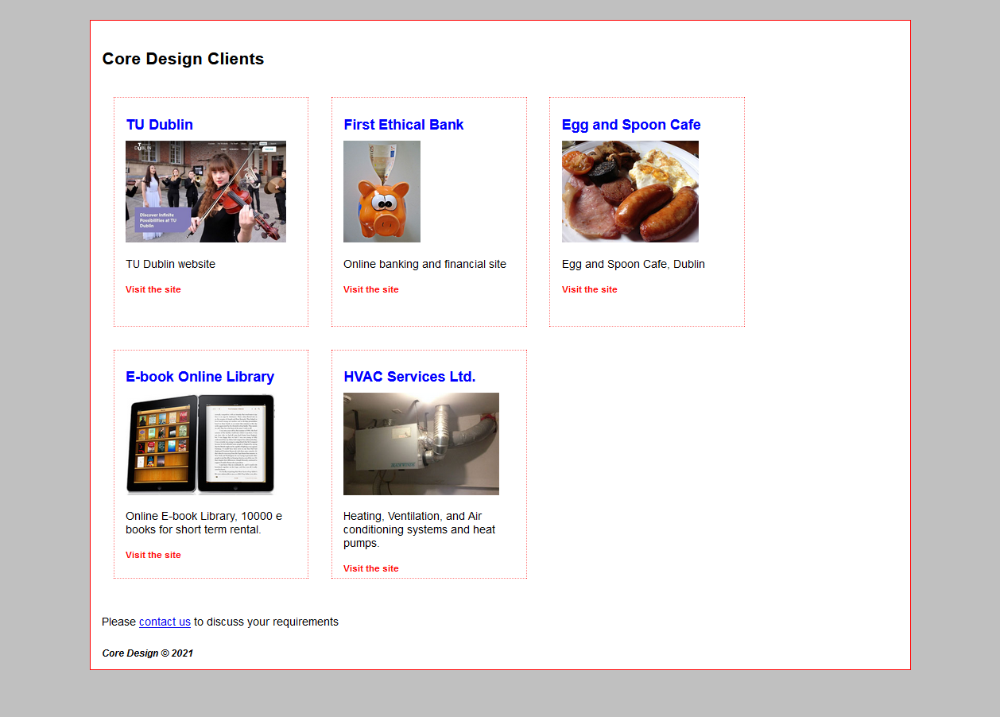 Core Design Clients
TU Dublin
DUBLIN
Discover Infinite
Possibilities at TU
Dublin
TU Dublin website
Visit the site
First Ethical Bank
Online banking and financial site
Visit the site
Egg and Spoon Cafe
Egg and Spoon Cafe, Dublin
Visit the site
E-book Online Library
Online E-book Library, 10000 e
books for short term rental.
Visit the site
HVAC Services Ltd.
Heating, Ventilation, and Air
conditioning systems and heat
pumps.
Visit the site
Please contact us to discuss your requirements
Core Design © 2021